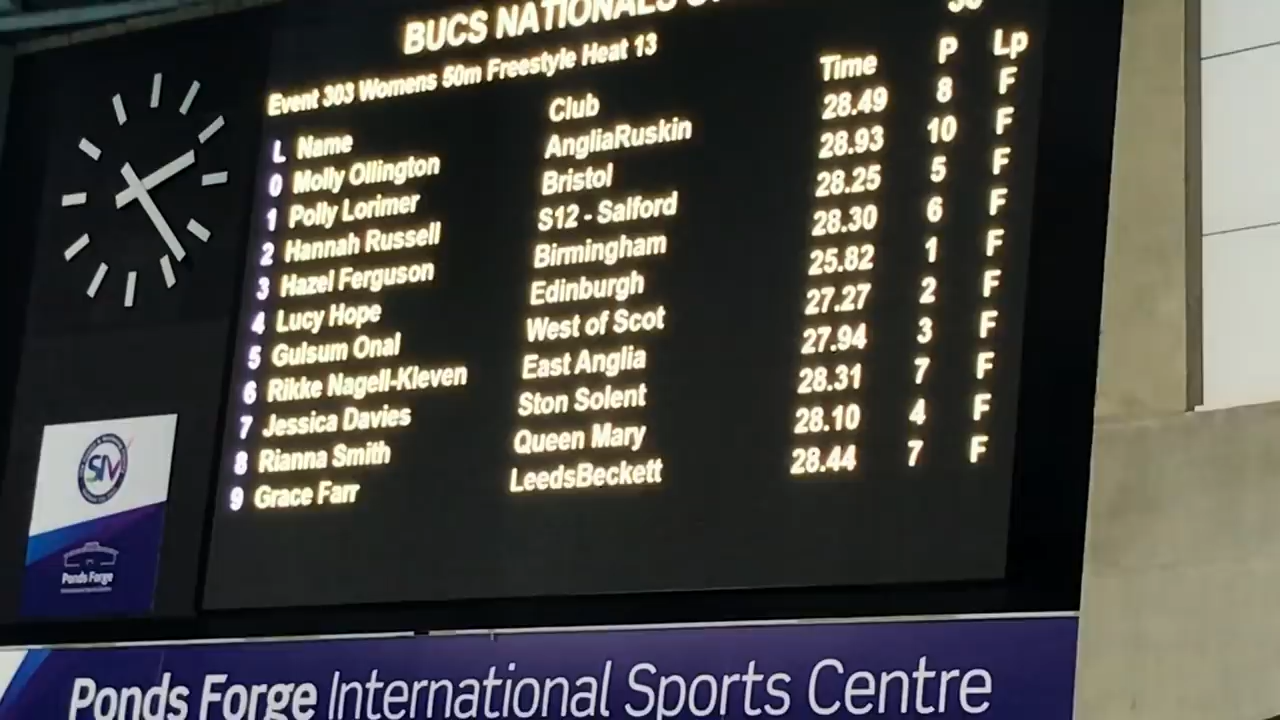 BUCS NATIONALS
Event 303 Womens 50m Freestyle Heat 13
L Name Club Time P Lp
0 Molly Ollington AngliaRuskin 28.49 8 F
1 Polly Lorimer Bristol 28.93 10 F
2 Hannah Russell S12 - Salford 28.25 5 F
3 Hazel Ferguson Birmingham 28.30 6 F
4 Lucy Hope Edinburgh 25.82 1 F
5 Gulsum Onal West of Scot 27.27 2 F
6 Rikke Nagell-Kleven East Anglia 27.94 3 F
7 Jessica Davies Ston Solent 28.31 7 F
8 Rianna Smith Queen Mary 28.10 4 F
9 Grace Farr LeedsBeckett 28.44 7 F
SIV
Ponds Forge
Ponds Forge International Sports Centre